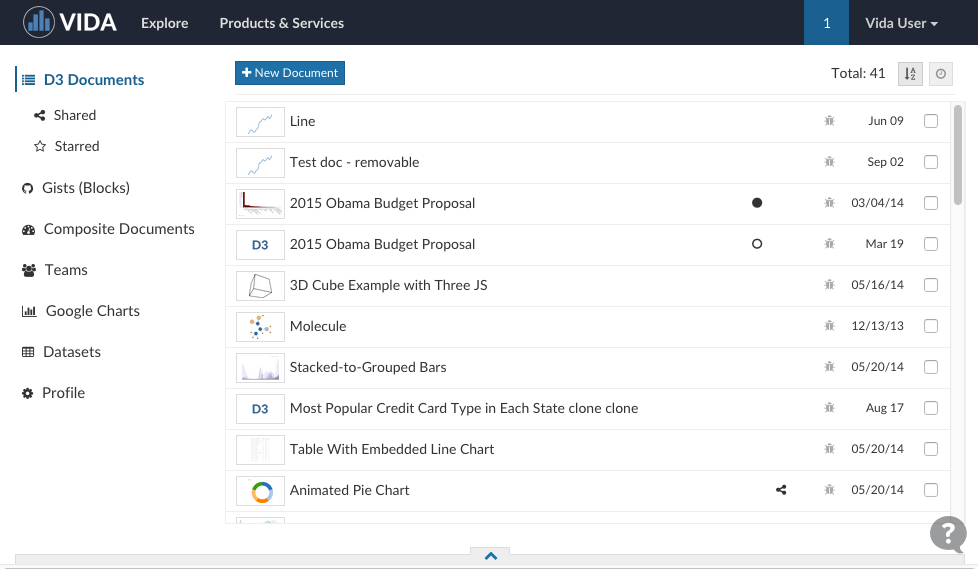 VIDA Explore Products & Services 1 Vida User
D3 Documents
Shared
Starred
Gists (Blocks)
Composite Documents
Teams
Google Charts
Datasets
Profile
New Document Total: 41
Line Jun 09
Test doc - removable Sep 02
2015 Obama Budget Proposal 03/04/14
D3 2015 Obama Budget Proposal Mar 19
3D Cube Example with Three JS 05/16/14
Molecule 12/13/13
Stacked-to-Grouped Bars 05/20/14
D3 Most Popular Credit Card Type in Each State clone clone Aug 17
Table With Embedded Line Chart 05/20/14
Animated Pie Chart 05/20/14
?